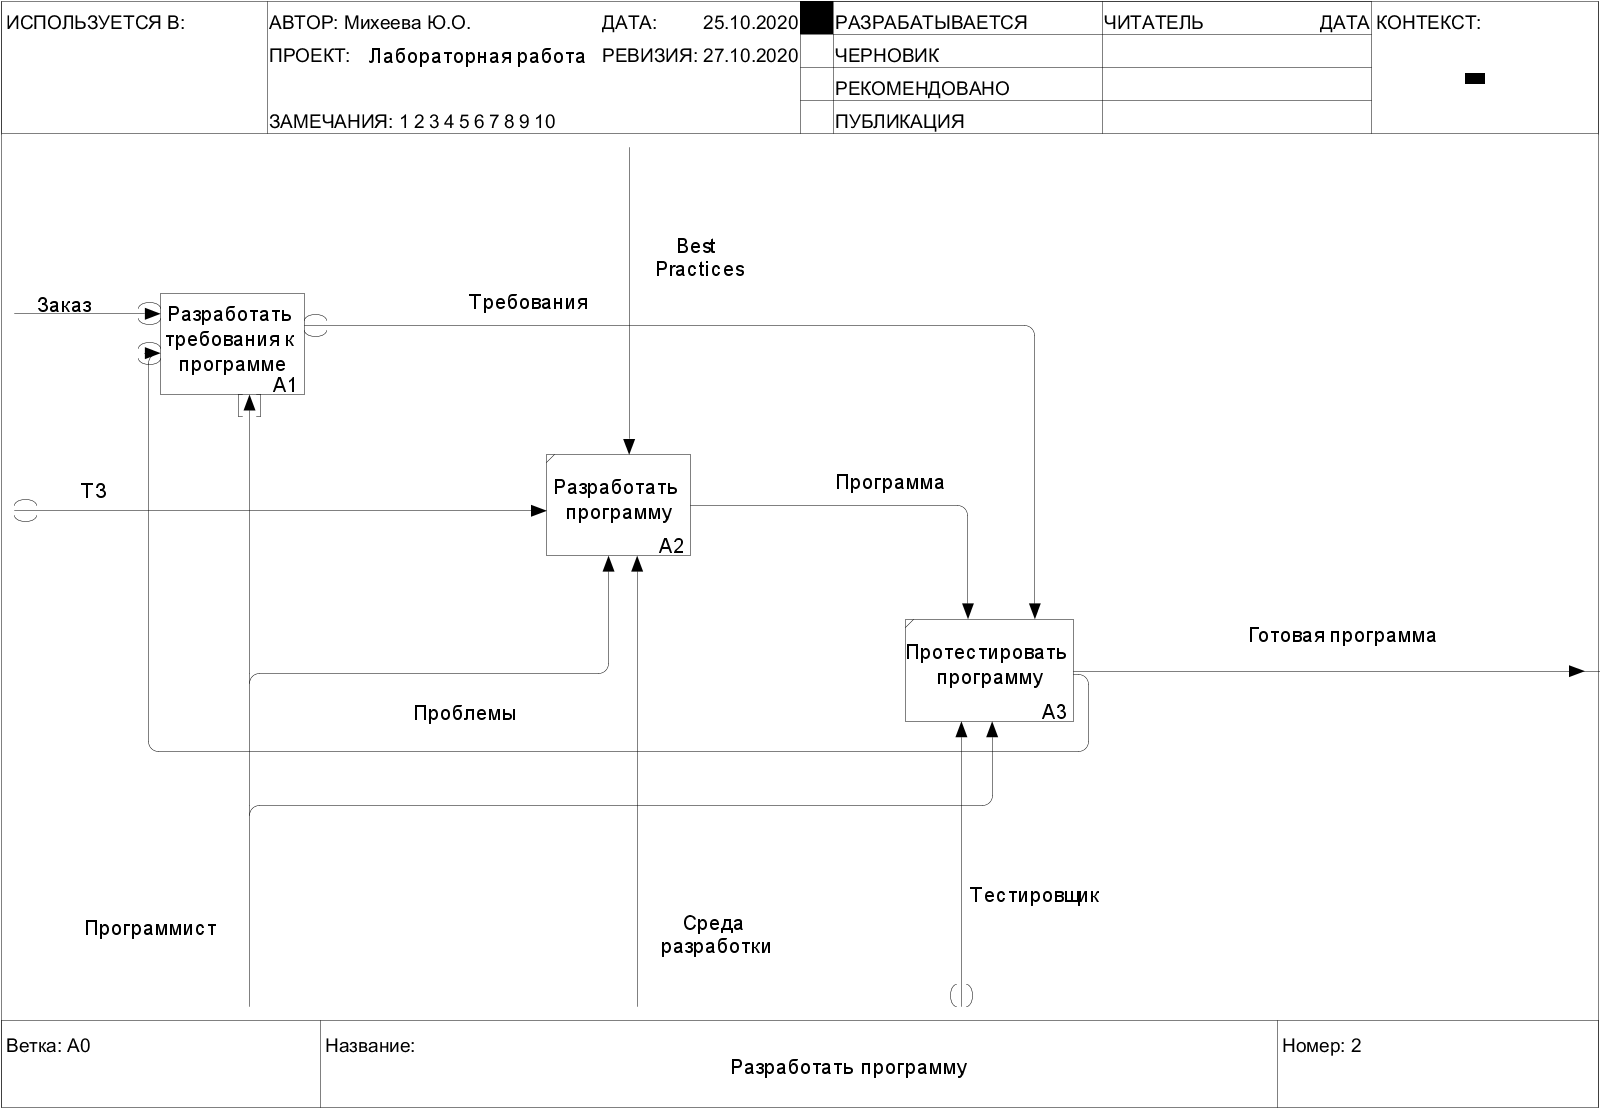 ИСПОЛЬЗУЕТСЯ В:
АВТОР: Михеева Ю.О.
ДАТА: 25.10.2020
ПРОЕКТ: Лабораторная работа
РЕВИЗИЯ: 27.10.2020
ЗАМЕЧАНИЯ: 1 2 3 4 5 6 7 8 9 10
РАЗРАБАТЫВАЕТСЯ
ЧЕРНОВИК
РЕКОМЕНДОВАНО
ПУБЛИКАЦИЯ
ЧИТАТЕЛЬ
ДАТА
КОНТЕКСТ:
Best
Practices
Заказ
Разработать
требования к
программе
A1
Требования
ТЗ
Разработать
программу
A2
Программа
Протестировать
программу
A3
Готовая программа
Проблемы
Программист
Среда
разработки
Тестировщик
Ветка: A0
Название:
Разработать программу
Номер: 2